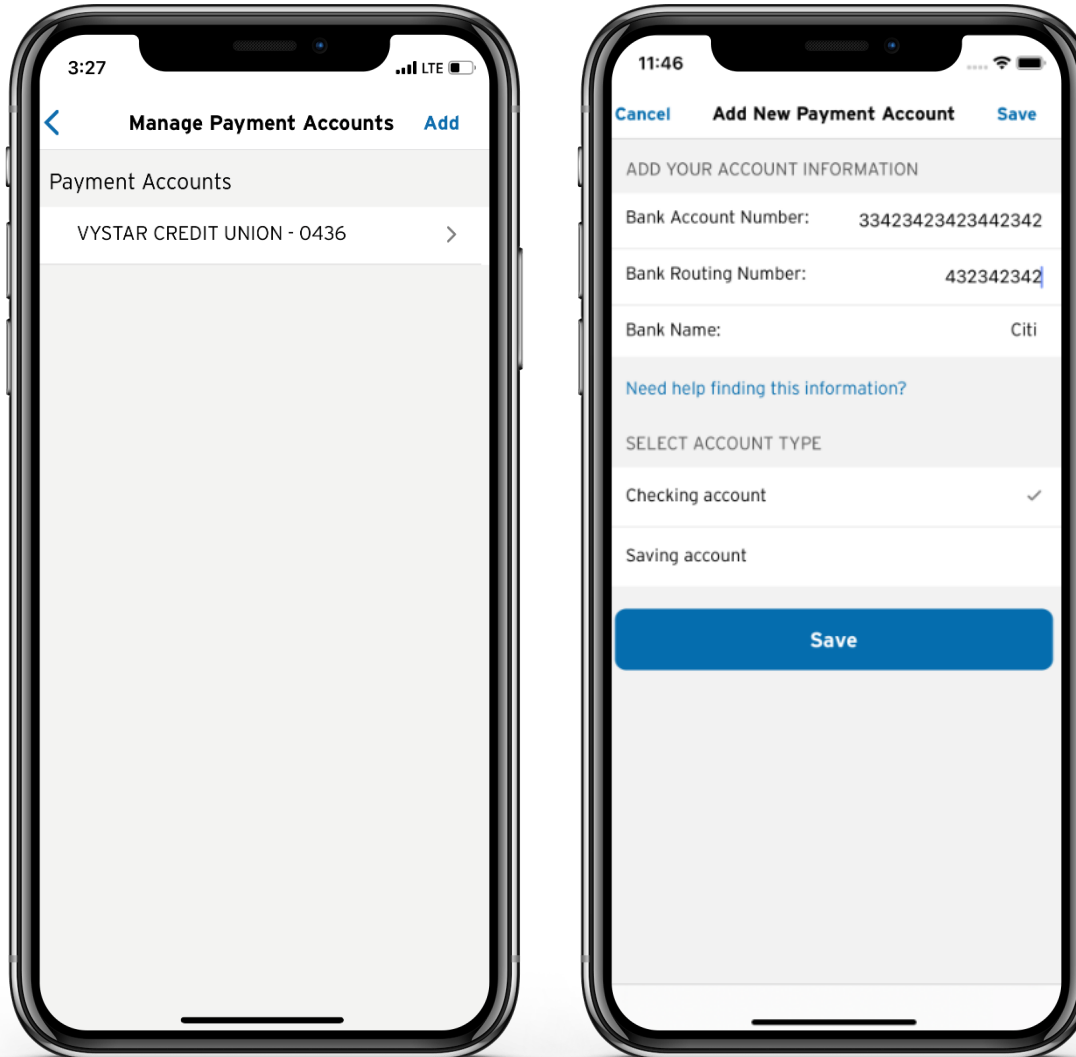 3:27
LTE
Manage Payment Accounts
Add
Payment Accounts
VYSTAR CREDIT UNION - 0436
11:46
Cancel
Add New Payment Account
Save
ADD YOUR ACCOUNT INFORMATION
Bank Account Number: 33423423423442342
Bank Routing Number: 432342342
Bank Name: Citi
Need help finding this information?
SELECT ACCOUNT TYPE
Checking account
Saving account
Save